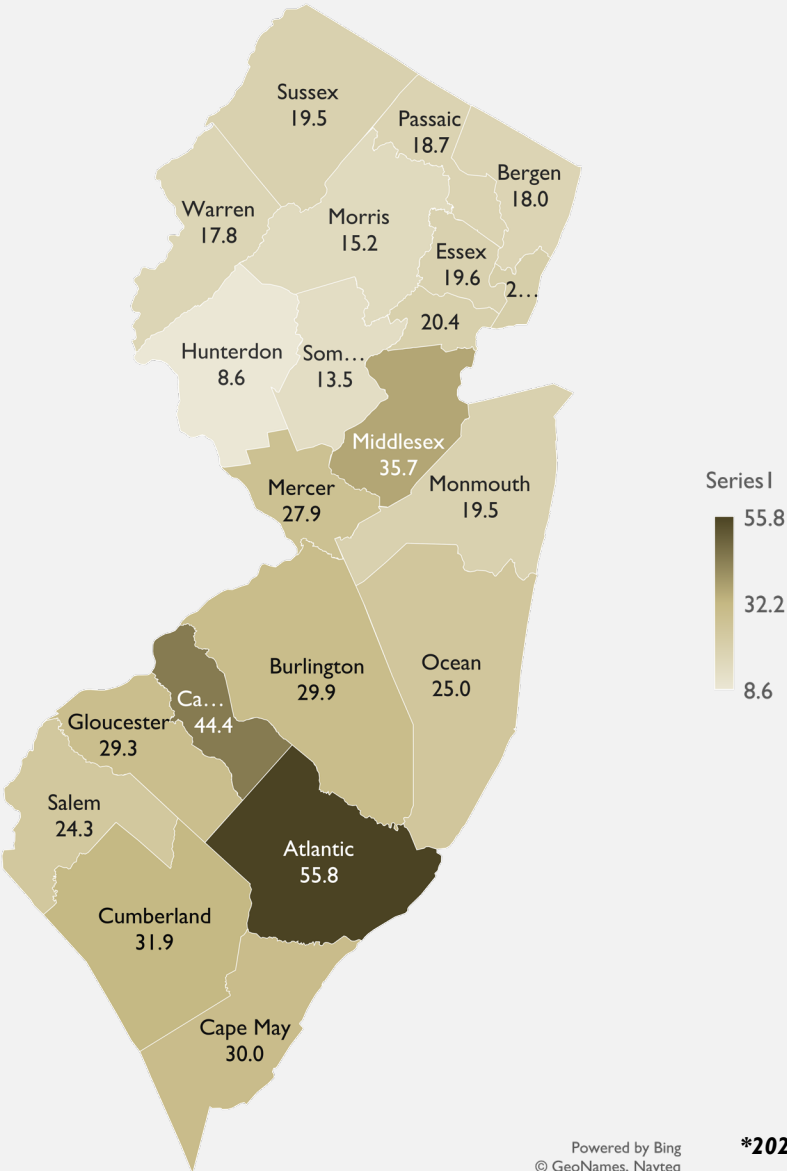 Sussex
19.5
Passaic
18.7
Bergen
18.0
Warren
17.8
Morris
15.2
Essex
19.6
2...
20.4
Hunterdon
8.6
Som...
13.5
Middlesex
35.7
Mercer
27.9
Monmouth
19.5
Series1
55.8
32.2
8.6
Burlington
29.9
Ocean
25.0
Ca...
44.4
Gloucester
29.3
Salem
24.3
Atlantic
55.8
Cumberland
31.9
Cape May
30.0
Powered by Bing
© GeoNames, Navteq
*202